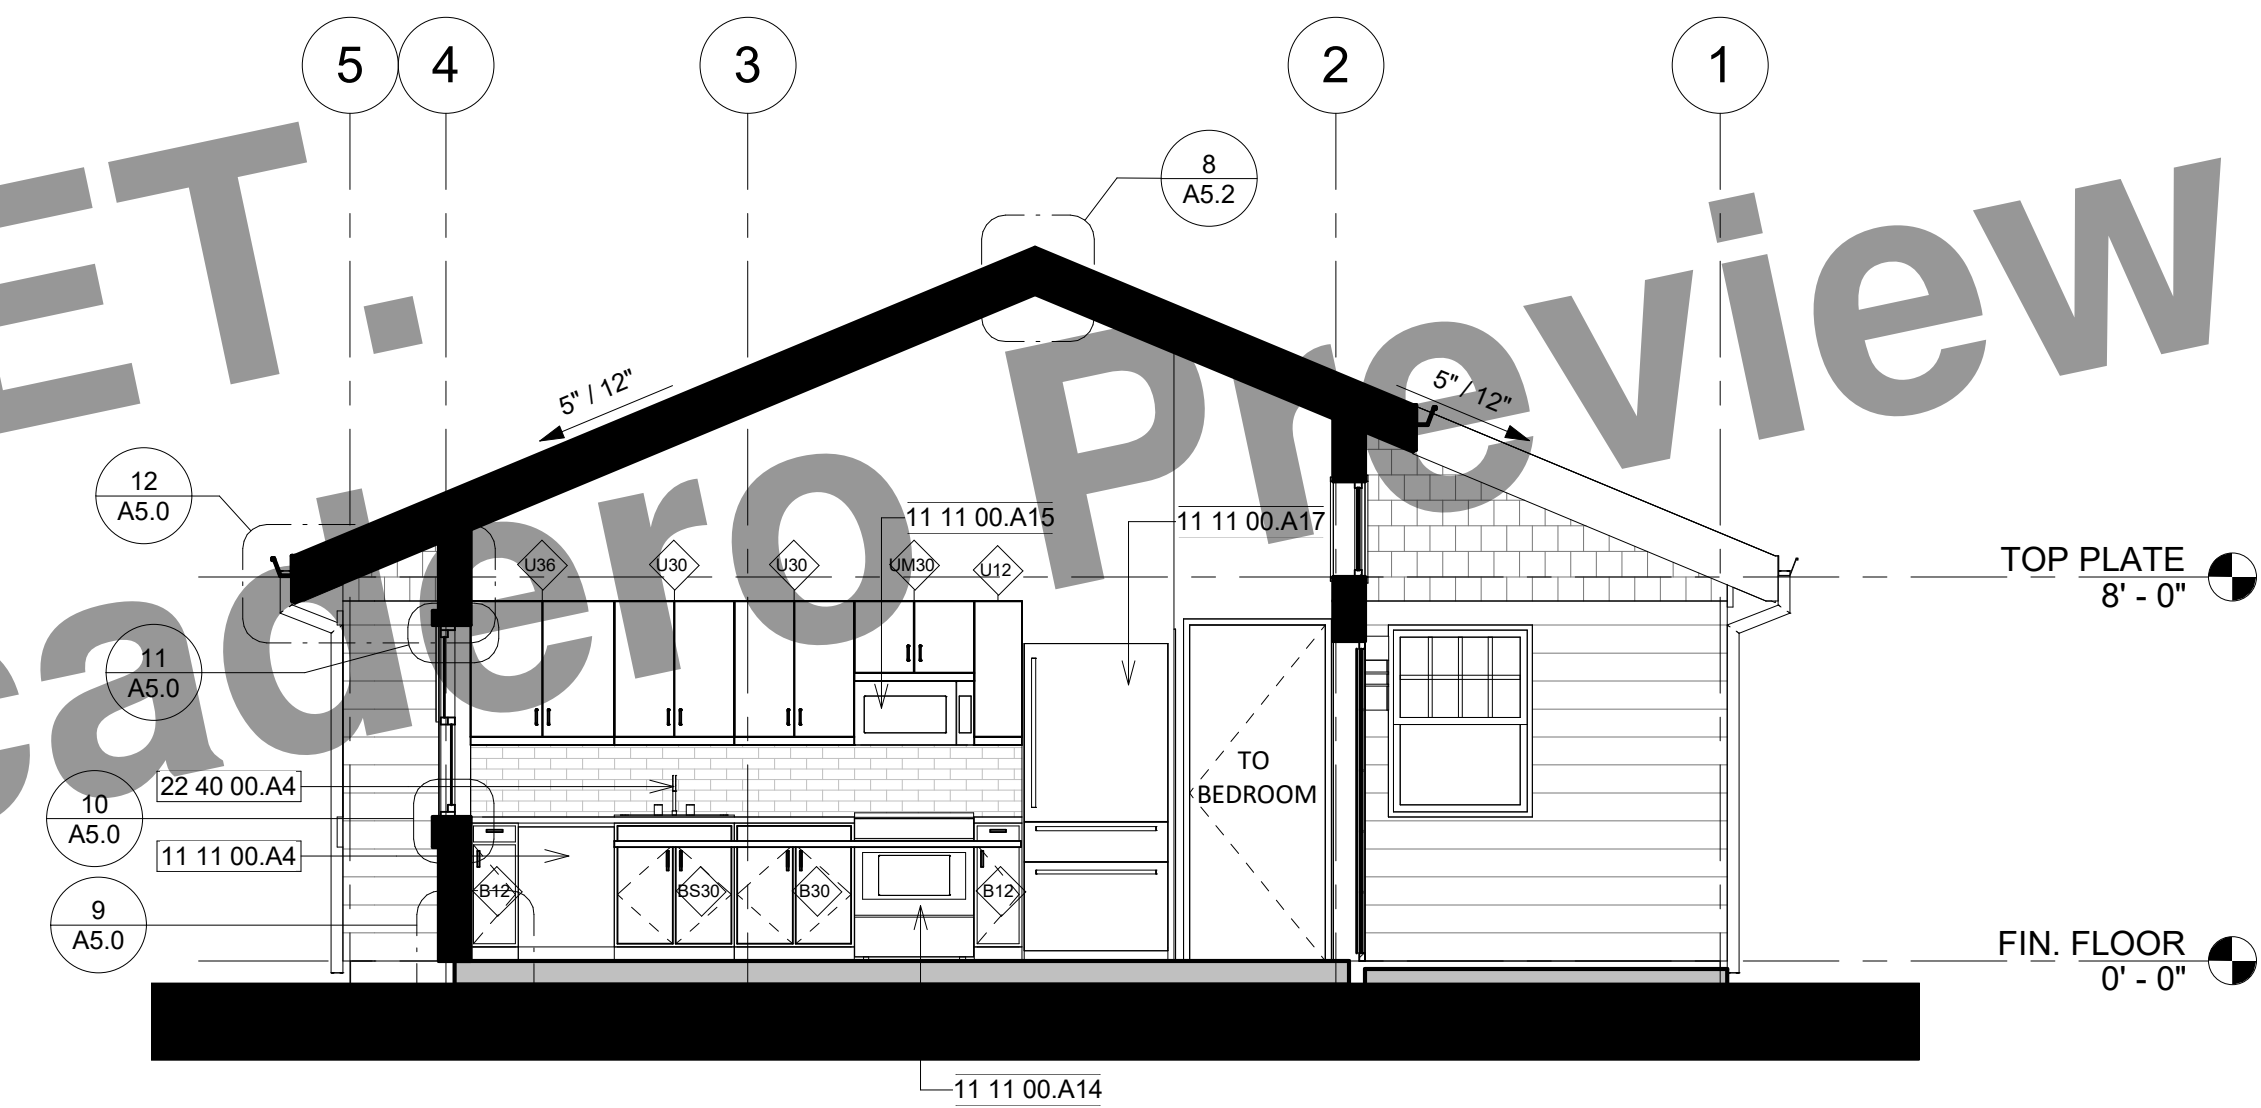 5
4
3
2
1
8
A5.2
5" / 12"
5" / 12"
12
A5.0
11 11 00.A15
11 11 00.A17
TOP PLATE
8' - 0"
U36
U30
U30
UM30
U12
11
A5.0
TO
BEDROOM
22 40 00.A4
10
A5.0
11 11 00.A4
B12
BS30
B30
B12
9
A5.0
FIN. FLOOR
0' - 0"
11 11 00.A14
ET.
eadero Preview